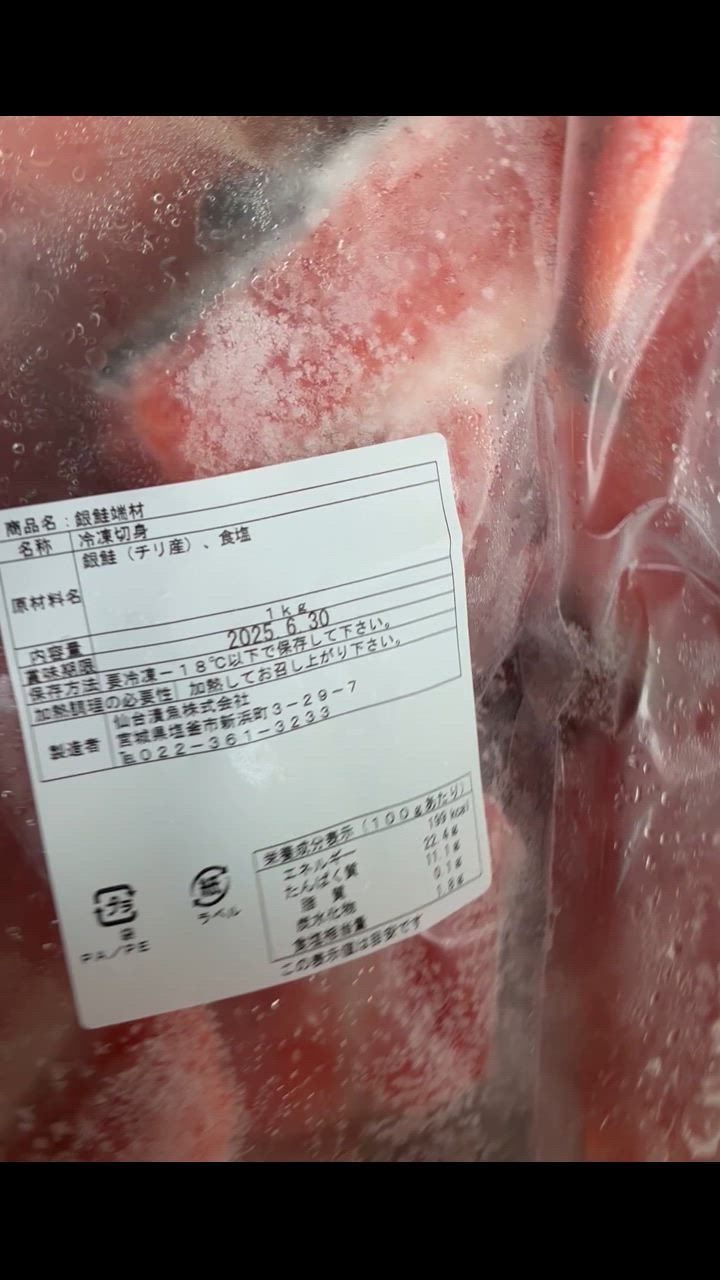 商品名：銀鮭端材
名称 冷凍切身
原材料名 銀鮭（チリ産）、食塩
内容量 1kg
賞味期限 2025.6.30
保存方法 要冷凍－18℃以下で保存して下さい。
加熱調理の必要性 加熱してお召し上がり下さい。
製造者 仙台漬魚株式会社
宮城県塩釜市新浜町3－29－7
℡022－361－3233
栄養成分表示（100gあたり）
エネルギー 199kcal
たんぱく質 22.4g
脂 質 11.1g
炭水化物 0.1g
食塩相当量 1.8g
この表示値は目安です
プラ
袋
PA/PE
紙
ラベル